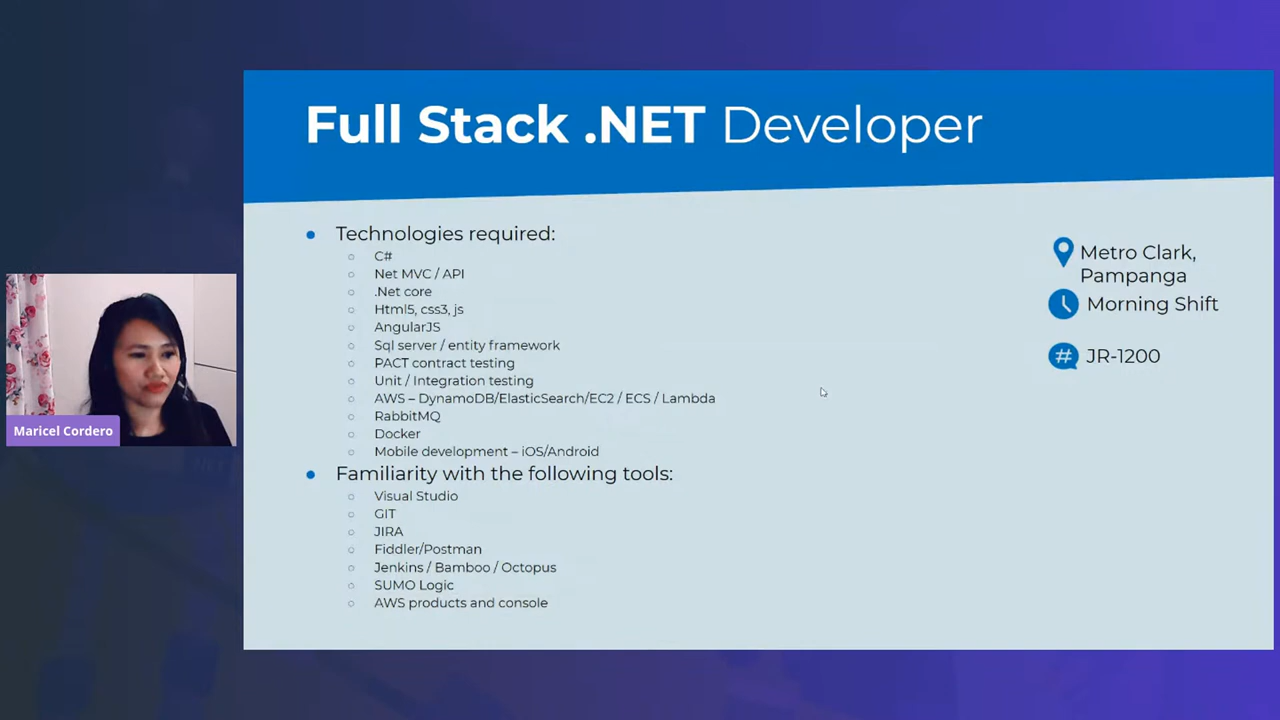 Full Stack .NET Developer
Technologies required:
C#
Net MVC / API
.Net core
Html5, css3, js
AngularJS
Sql server / entity framework
PACT contract testing
Unit / Integration testing
AWS – DynamoDB/ElasticSearch/EC2 / ECS / Lambda
RabbitMQ
Docker
Mobile development – iOS/Android
Familiarity with the following tools:
Visual Studio
GIT
JIRA
Fiddler/Postman
Jenkins / Bamboo / Octopus
SUMO Logic
AWS products and console
Metro Clark,
Pampanga
Morning Shift
# JR-1200
Maricel Cordero